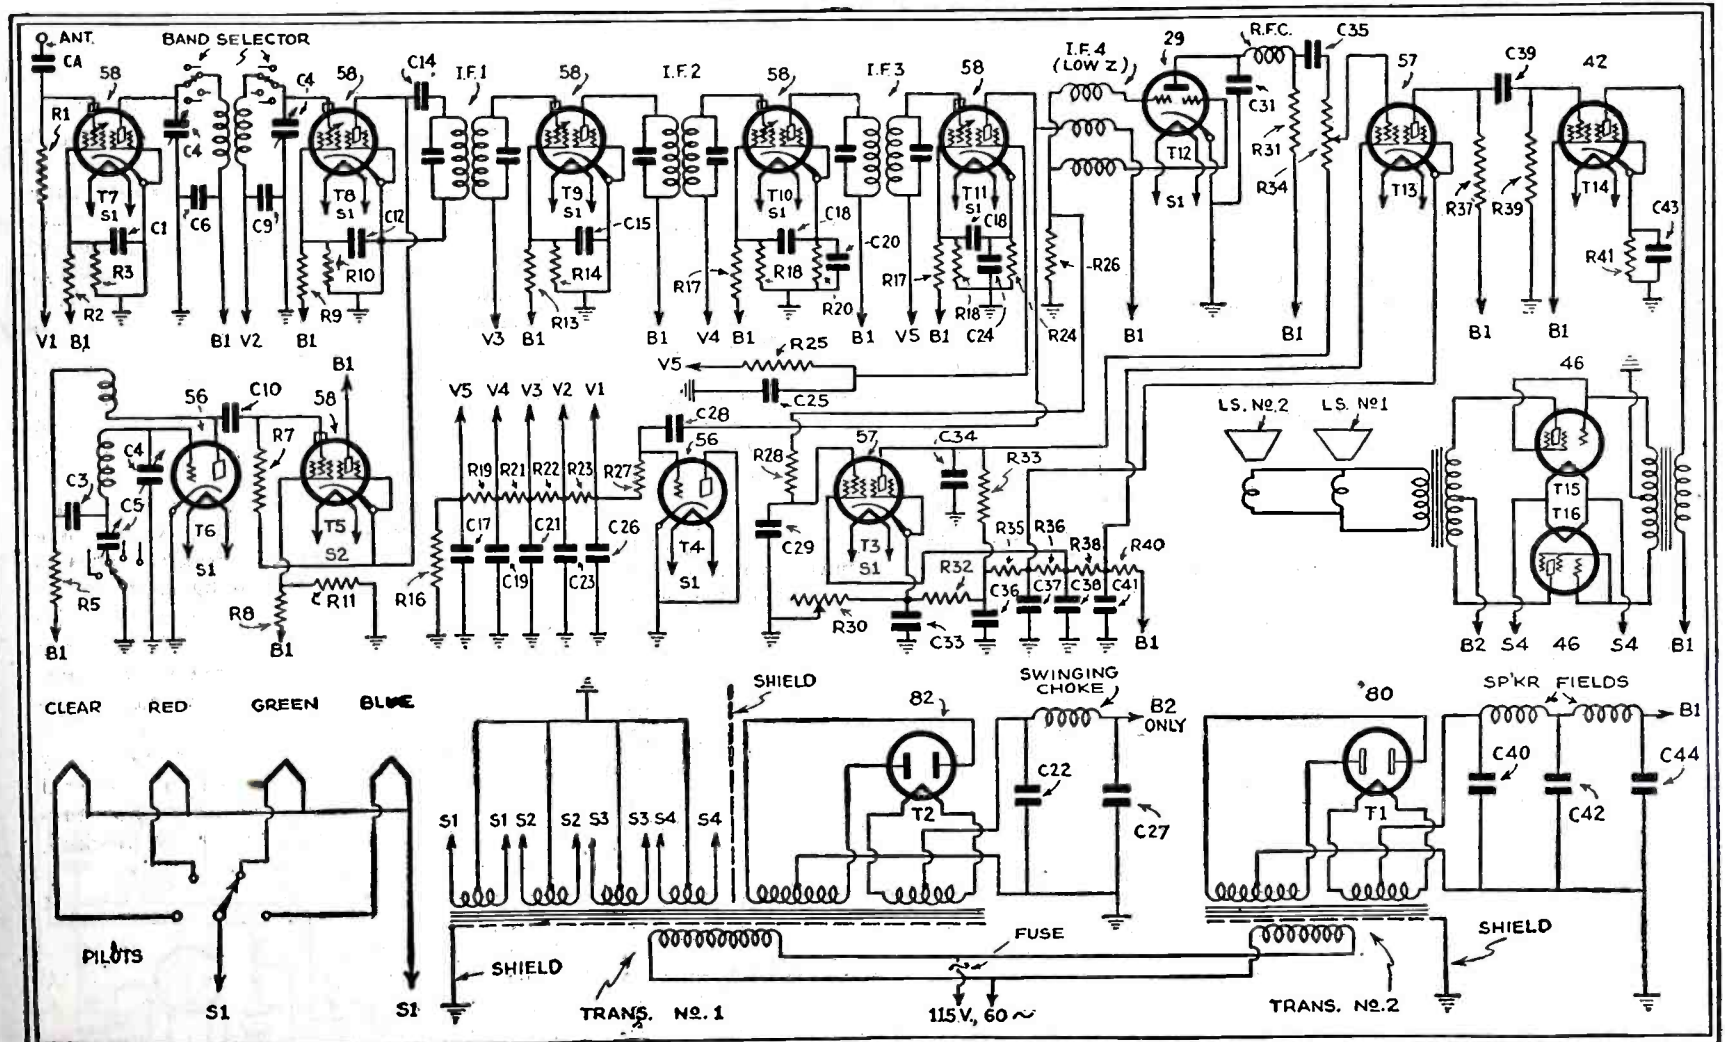 ANT.
CA
BAND SELECTOR
58
C4
58
C14
I.F.1
58
I.F.2
58
I.F.3
58
I.F.4
(LOW Z)
29
R.F.C.
C35
57
C39
42
R1
C4
C31
R31
R34
T7
S1
C1
C6
C9
T8
S1
C12
T9
S1
C15
T10
S1
C18
C20
T11
S1
C18
T12
S1
T13
R37
R39
T14
C43
R3
R10
R14
R17
R18
R17
R26
R41
R2
R9
R13
R20
R18
C24
R24
V1
B1
B1
V2
B1
V3
B1
B1
V4
B1
B1
V5
B1
B1
B1
B1
B1
B1
R25
V5
C25
46
56
C10
58
V5
V4
V3
V2
V1
C28
56
57
C34
LS. Nº.2
LS. Nº1
R7
C4
C3
C5
R19
R21
R22
R23
R27
R28
R33
T6
S1
T5
S2
C17
C21
C26
T4
S1
C29
T3
S1
R35
R36
R38
R40
T15
T16
R5
R11
R8
R16
C19
C23
R32
C36
C37
C38
C41
R30
C33
B1
B1
B1
B2
S4
46
S4
B1
CLEAR
RED
GREEN
BLUE
SHIELD
82
SWINGING
CHOKE
B2
ONLY
'80
SP'KR FIELDS
B1
C22
C27
C40
C42
C44
S1
S1
S2
S2
S3
S3
S4
S4
T2
T1
PILOTS
S1
S1
SHIELD
FUSE
SHIELD
TRANS. Nº.1
115V., 60~
TRANS. Nº.2